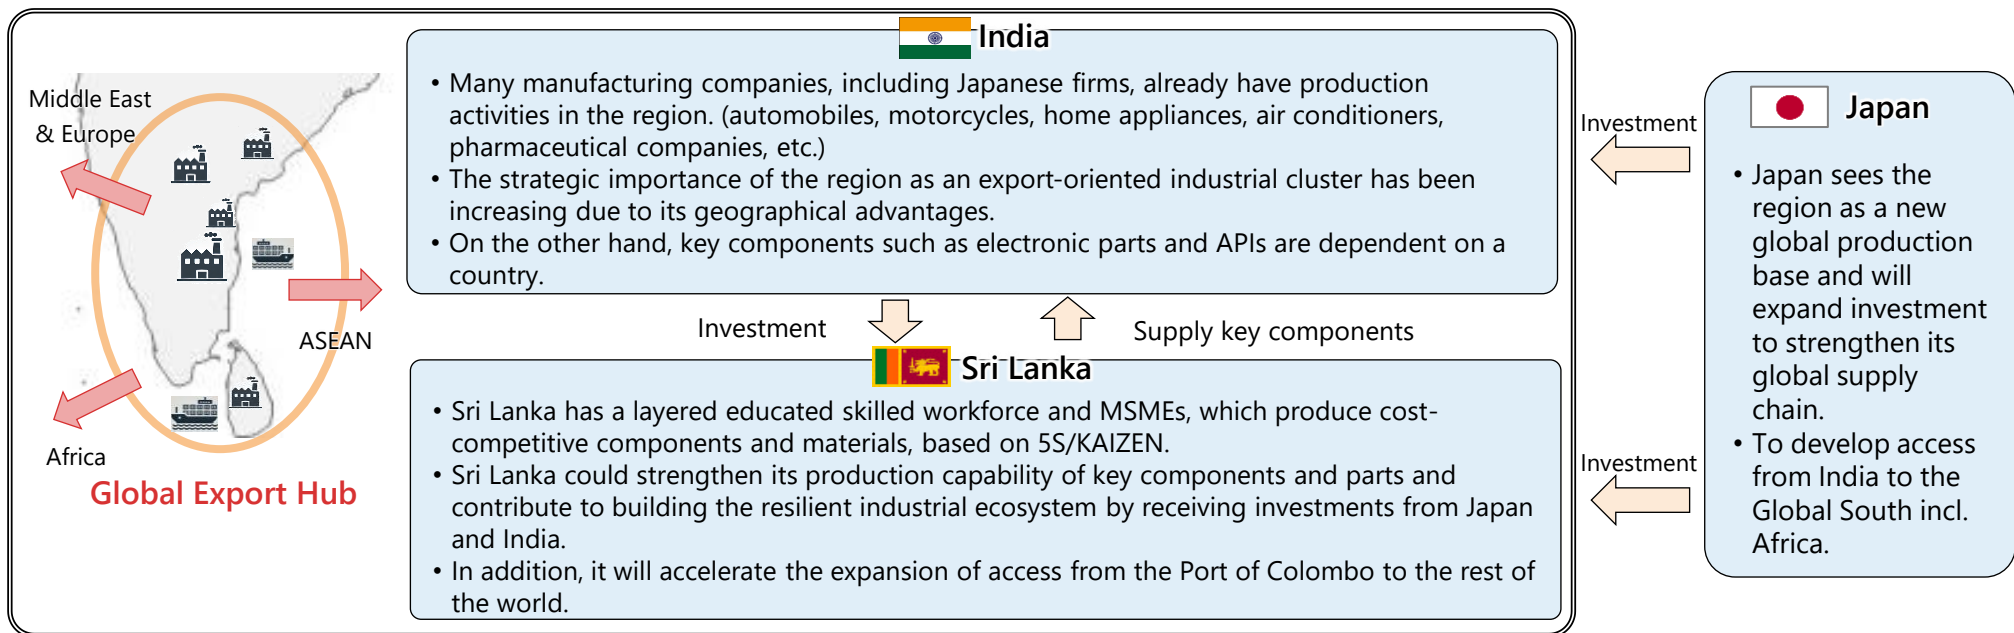 Middle East
& Europe
ASEAN
Africa
Global Export Hub
India
• Many manufacturing companies, including Japanese firms, already have production
activities in the region. (automobiles, motorcycles, home appliances, air conditioners,
pharmaceutical companies, etc.)
• The strategic importance of the region as an export-oriented industrial cluster has been
increasing due to its geographical advantages.
• On the other hand, key components such as electronic parts and APIs are dependent on a
country.
Investment
Supply key components
Sri Lanka
• Sri Lanka has a layered educated skilled workforce and MSMEs, which produce cost-
competitive components and materials, based on 5S/KAIZEN.
• Sri Lanka could strengthen its production capability of key components and parts and
contribute to building the resilient industrial ecosystem by receiving investments from Japan
and India.
• In addition, it will accelerate the expansion of access from the Port of Colombo to the rest of
the world.
Investment
Investment
Japan
• Japan sees the
region as a new
global production
base and will
expand investment
to strengthen its
global supply
chain.
• To develop access
from India to the
Global South incl.
Africa.